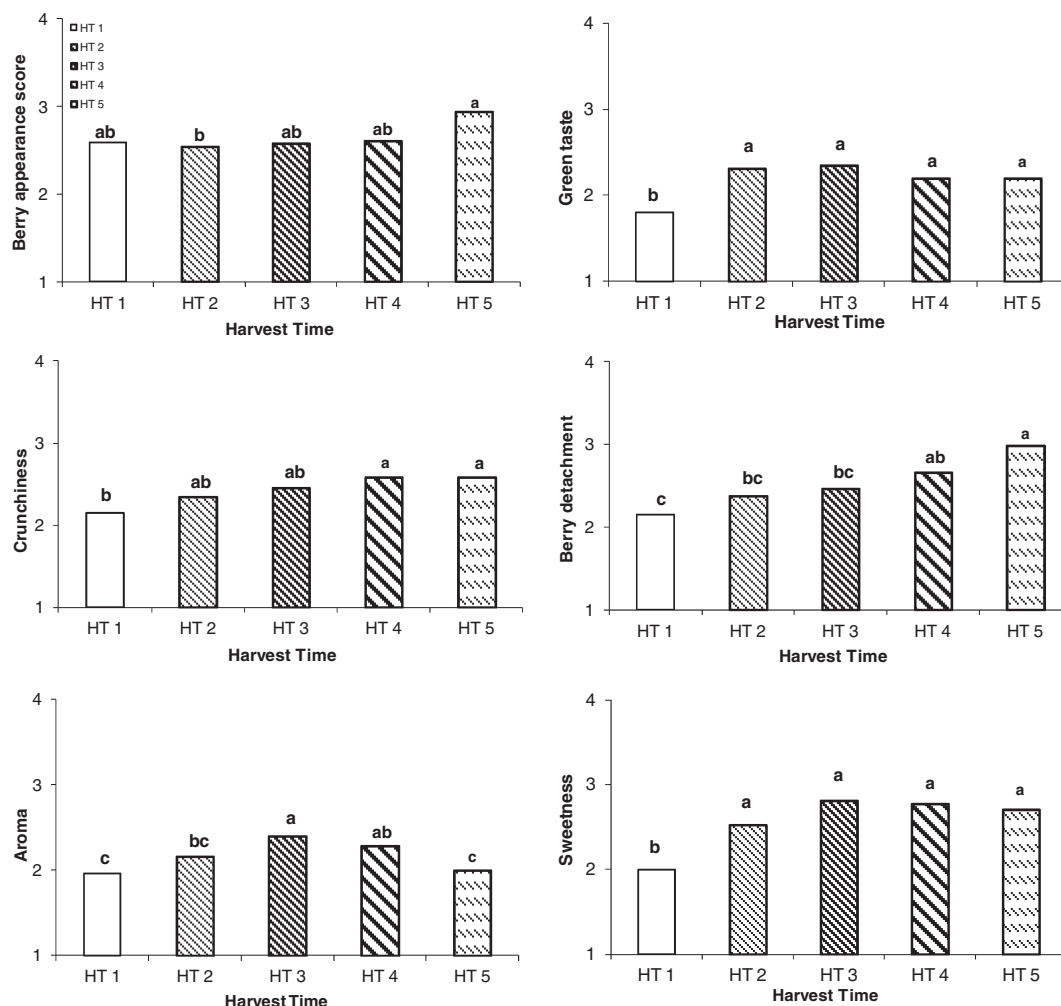 Berry appearance score
4
3
2
1
HT 1
HT 2
HT 3
HT 4
HT 5
ab
b
ab
ab
a
HT 1 HT 2 HT 3 HT 4 HT 5
Harvest Time
Green taste
4
3
2
1
b
a
a
a
a
HT 1 HT 2 HT 3 HT 4 HT 5
Harvest Time
Crunchiness
4
3
2
1
b
ab
ab
a
a
HT 1 HT 2 HT 3 HT 4 HT 5
Harvest Time
Berry detachment
4
3
2
1
c
bc
bc
ab
a
HT 1 HT 2 HT 3 HT 4 HT 5
Harvest Time
Aroma
4
3
2
1
c
bc
a
ab
c
HT 1 HT 2 HT 3 HT 4 HT 5
Harvest Time
Sweetness
4
3
2
1
b
a
a
a
a
HT 1 HT 2 HT 3 HT 4 HT 5
Harvest Time